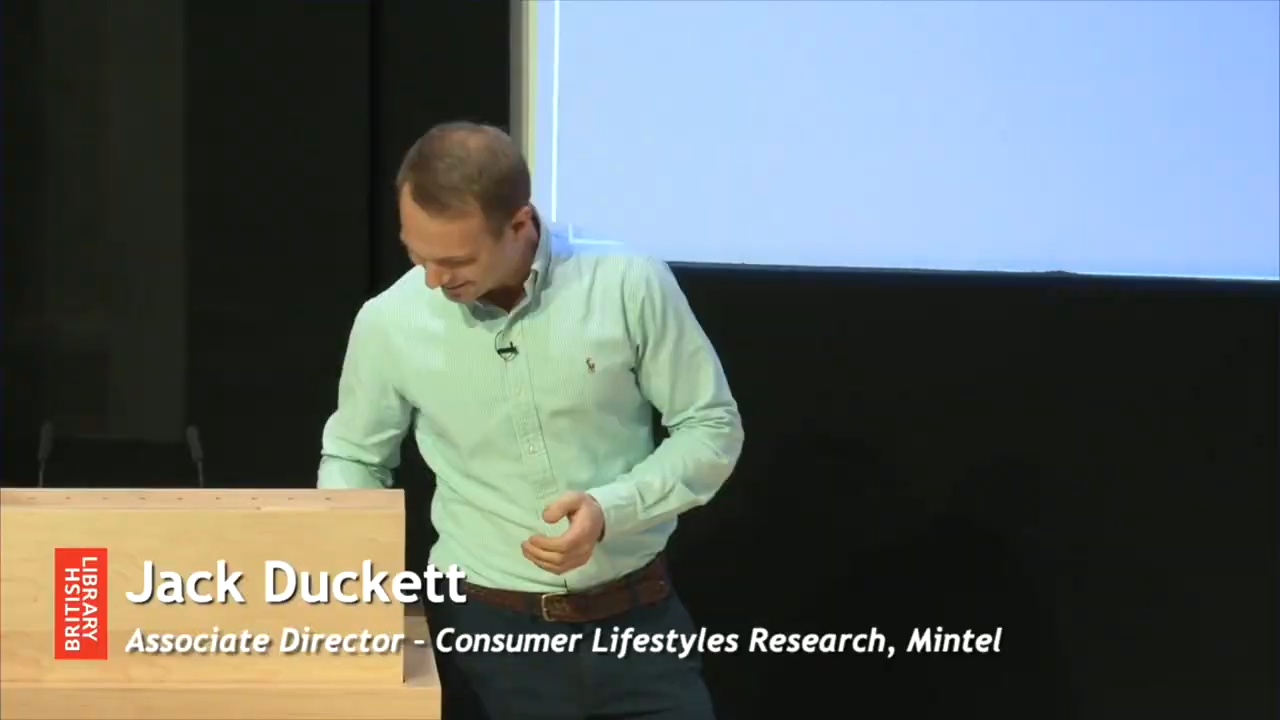 LIBRARY
BRITISH
Jack Duckett
Associate Director - Consumer Lifestyles Research, Mintel